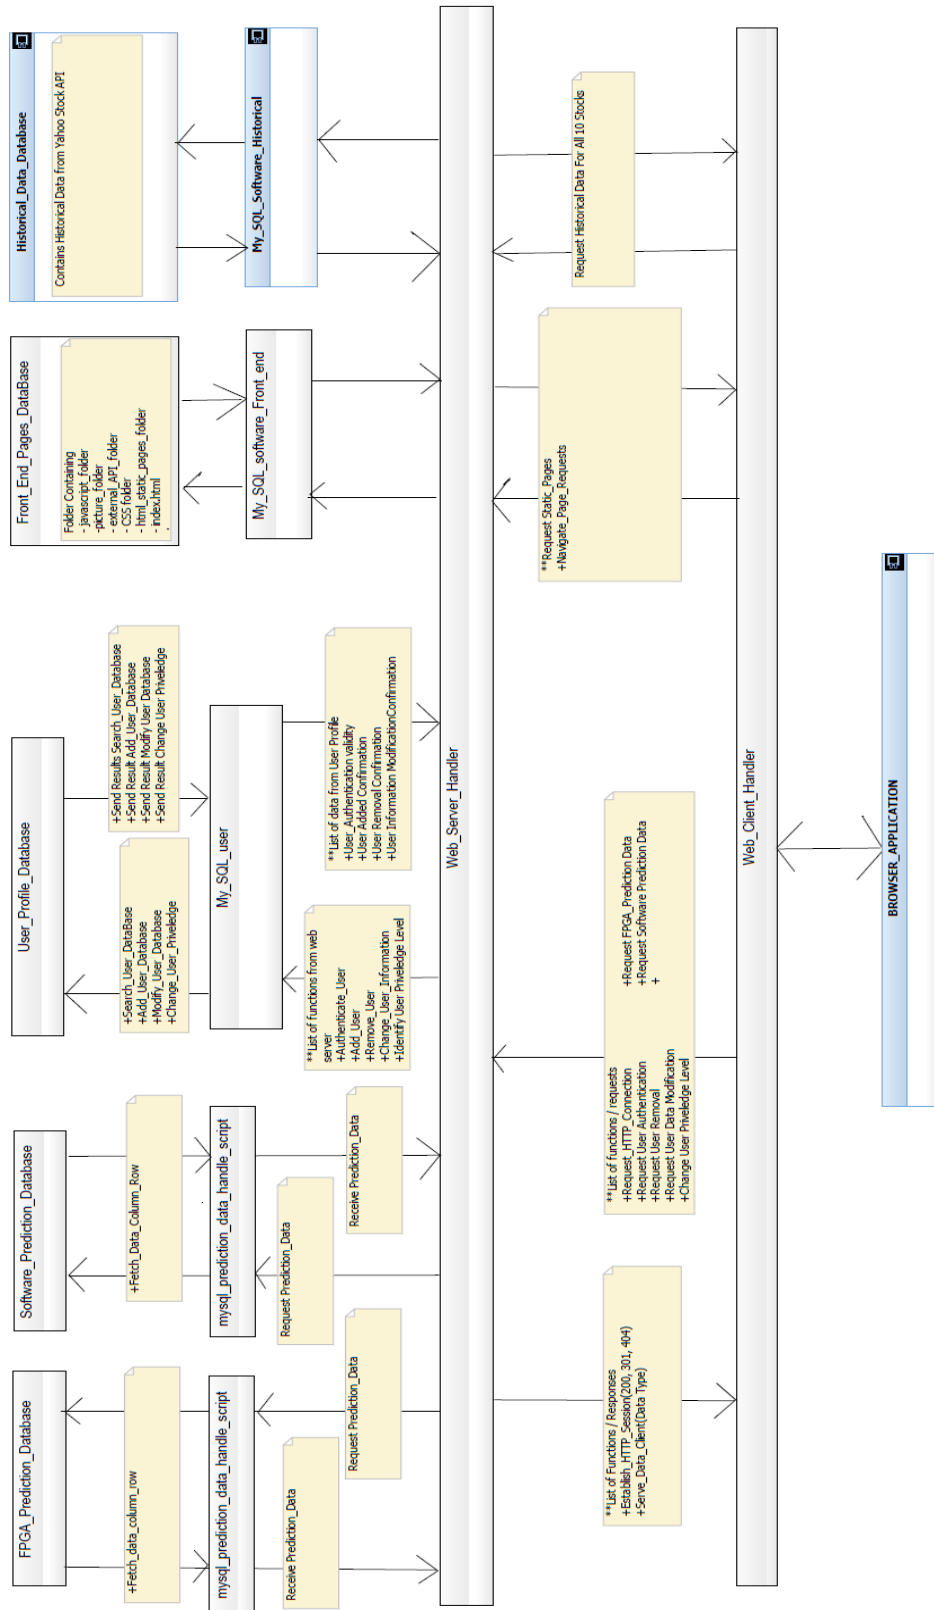 FPGA_Prediction_Database
Software_Prediction_Database
User_Profile_Database
Front_End_Pages_DataBase
Historical_Data_Database
+Fetch_data_column_row
+Fetch_Data_Column_Row
+Search_User_DataBase
+Add_User_Database
+Modify_User_Database
+Change_User_Priveledge
+Send Results Search_User_Database
+Send Result Add_User_Database
+Send Result Modify User Database
+Send Result Change User Priveledge
Folder Containing
- javascript_folder
-picture_folder
- external_API_folder
- CSS folder
- html_static_pages_folder
- index.html
.
Contains Historical Data from Yahoo Stock API
mysql_prediction_data_handle_script
mysql_prediction_data_handle_script
My_SQL_user
My_SQL_software_Front_end
My_SQL_Software_Historical
Receive Prediction_Data
Request Prediction_Data
Request Prediction_Data
Receive Prediction_Data
**List of functions from web
server
+Authenticate_User
+Add_User
+Remove_User
+Change_User_Information
+Identify User Priveledge Level
**List of data from User Profile
+User_Authentication validity
+User Added Confirmation
+User Removal Confirmation
+User Information ModificationConfirmation
Web_Server_Handler
**List of Functions / Responses
+Establish_HTTP_Session(200, 301, 404)
+Serve_Data_Client(Data Type)
**List of functions / requests
+Request_HTTP_Connection
+Request User Authentication
+Request User Removal
+Request User Data Modification
+Change User Priveledge Level
+Request FPGA_Prediction Data
+Request Software Prediction Data
+
**Request Static_Pages
+Navigate_Page_Requests
Request Historical Data For All 10 Stocks
Web_Client_Handler
BROWSER_APPLICATION